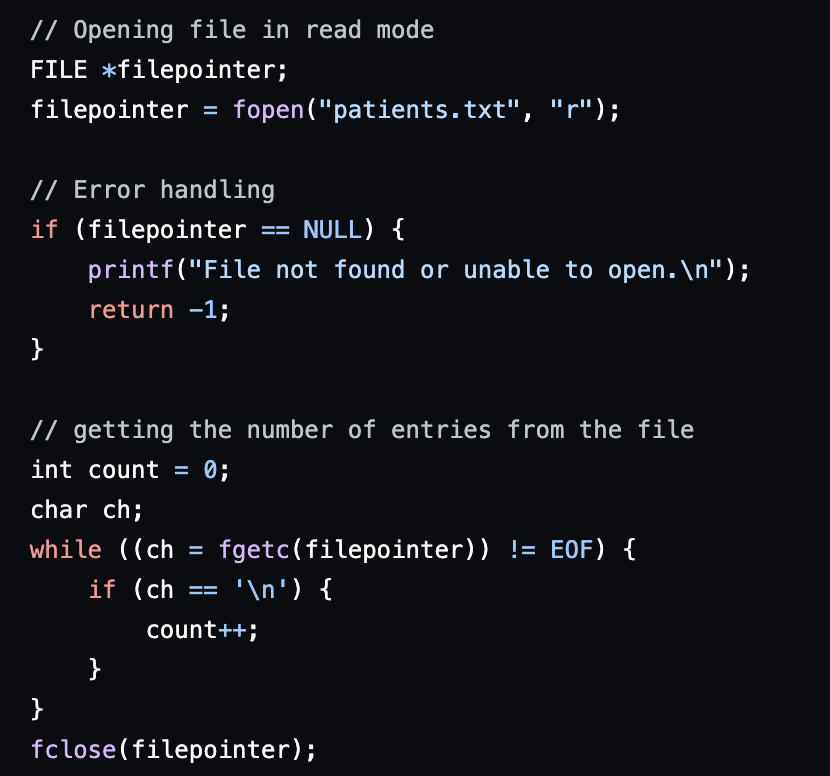 // Opening file in read mode
FILE *filepointer;
filepointer = fopen("patients.txt", "r");
// Error handling
if (filepointer == NULL) {
    printf("File not found or unable to open.\n");
    return -1;
}
// getting the number of entries from the file
int count = 0;
char ch;
while ((ch = fgetc(filepointer)) != EOF) {
    if (ch == '\n') {
        count++;
    }
}
fclose(filepointer);